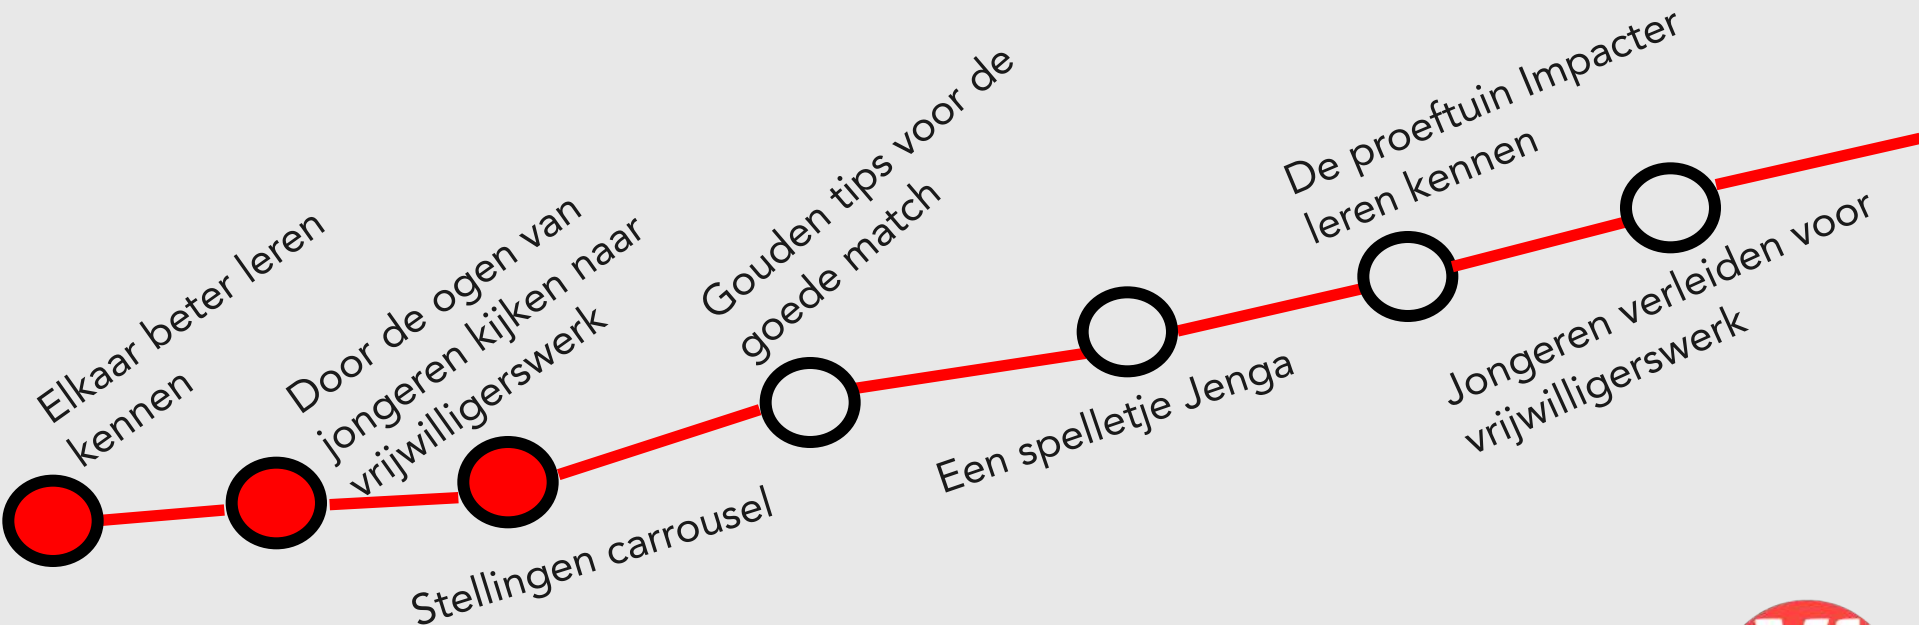 Elkaar beter leren
kennen
Door de ogen van
jongeren kijken naar
vrijwilligerswerk
Stellingen carrousel
Gouden tips voor de
goede match
Een spelletje Jenga
De proeftuin Impacter
leren kennen
Jongeren verleiden voor
vrijwilligerswerk